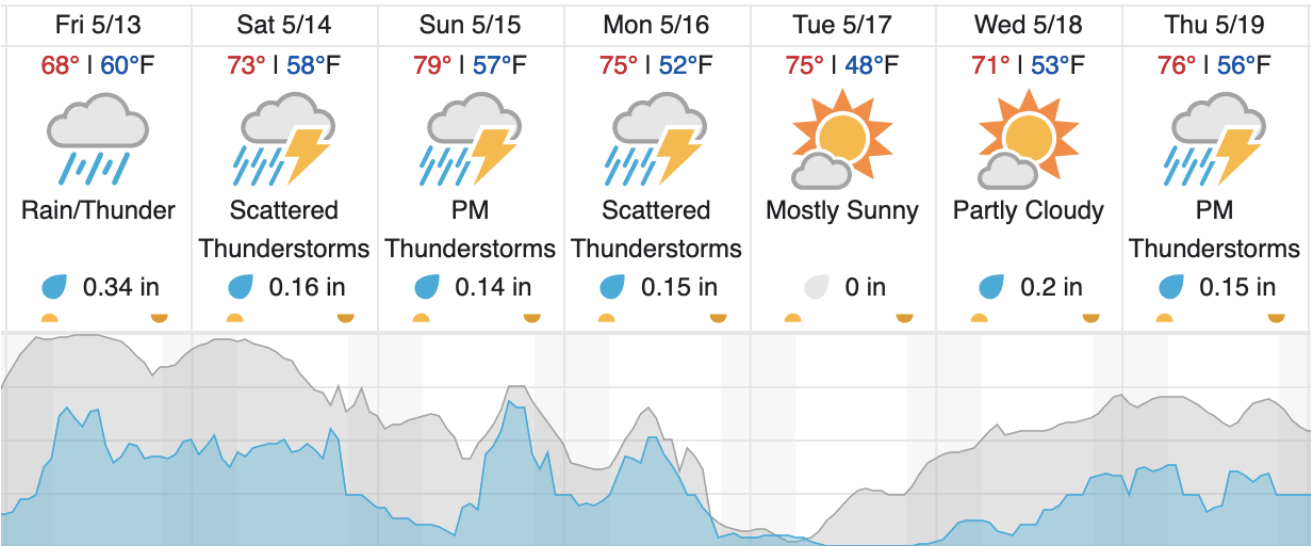 Fri 5/13
Sat 5/14
Sun 5/15
Mon 5/16
Tue 5/17
Wed 5/18
Thu 5/19
68° | 60°F
73° | 58°F
79° | 57°F
75° | 52°F
75° | 48°F
71° | 53°F
76° | 56°F
Rain/Thunder
Scattered
Thunderstorms
PM
Thunderstorms
Scattered
Thunderstorms
Mostly Sunny
Partly Cloudy
PM
Thunderstorms
0.34 in
0.16 in
0.14 in
0.15 in
0 in
0.2 in
0.15 in